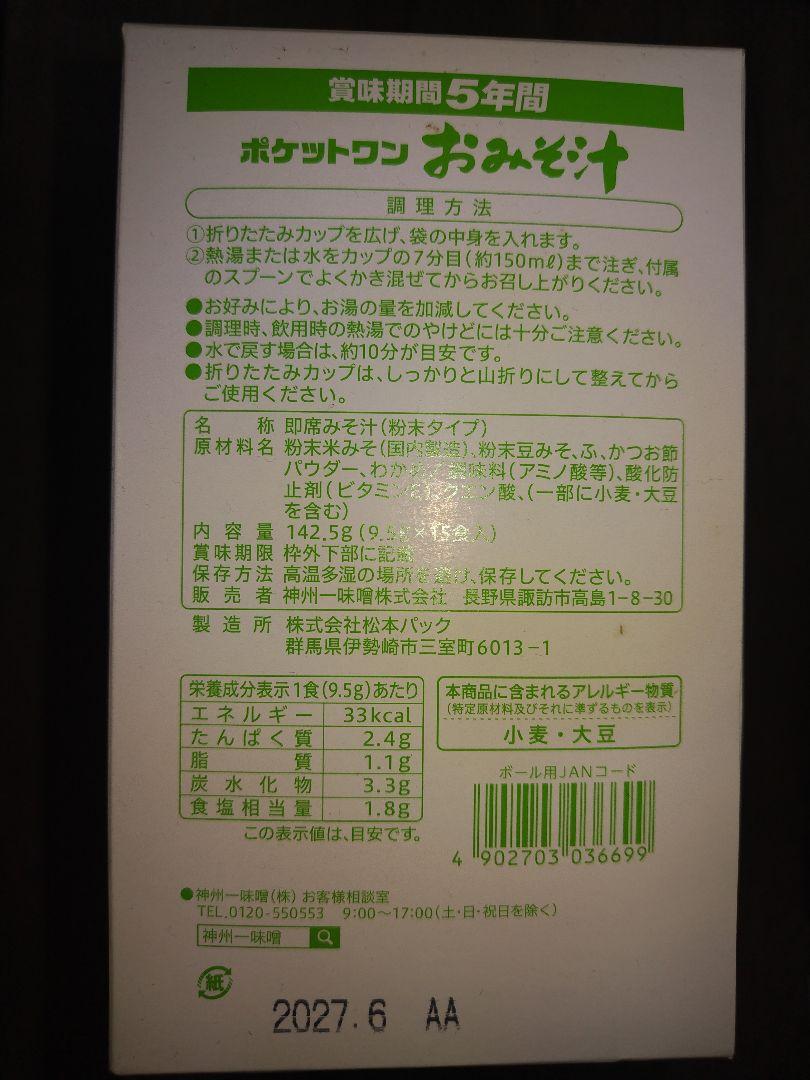 賞味期間5年間
ポケットワン おみそ汁
調理方法
①折りたたみカップを広げ、袋の中身を入れます。
②熱湯または水をカップの7分目(約150mℓ)まで注ぎ、付属
のスプーンでよくかき混ぜてからお召し上がりください。
●お好みにより、お湯の量を加減してください。
●調理時、飲用時の熱湯でのやけどには十分ご注意ください。
●水で戻す場合は、約10分が目安です。
●折りたたみカップは、しっかりと山折りにして整えてから
ご使用ください。
名称 即席みそ汁(粉末タイプ)
原材料名 粉末米みそ(国内製造)、粉末豆みそ、ふ、かつお節
パウダー、わかめ/調味料(アミノ酸等)、酸化防
止剤(ビタミンE)、クエン酸、(一部に小麦・大豆
を含む)
内容量 142.5g(9.5g×15食入)
賞味期限 枠外下部に記載
保存方法 高温多湿の場所を避け、保存してください。
販売者 神州一味噌株式会社 長野県諏訪市高島1-8-30
製造所 株式会社松本パック
群馬県伊勢崎市三室町6013-1
栄養成分表示1食(9.5g)あたり
エネルギー 33kcal
たんぱく質 2.4g
脂質 1.1g
炭水化物 3.3g
食塩相当量 1.8g
この表示値は、目安です。
本商品に含まれるアレルギー物質
(特定原材料及びそれに準ずるものを表示)
小麦・大豆
ボール用JANコード
4 902703 036699
●神州一味噌(株) お客様相談室
TEL.0120-550553 9:00〜17:00(土・日・祝日を除く)
神州一味噌
紙
2027.6 AA